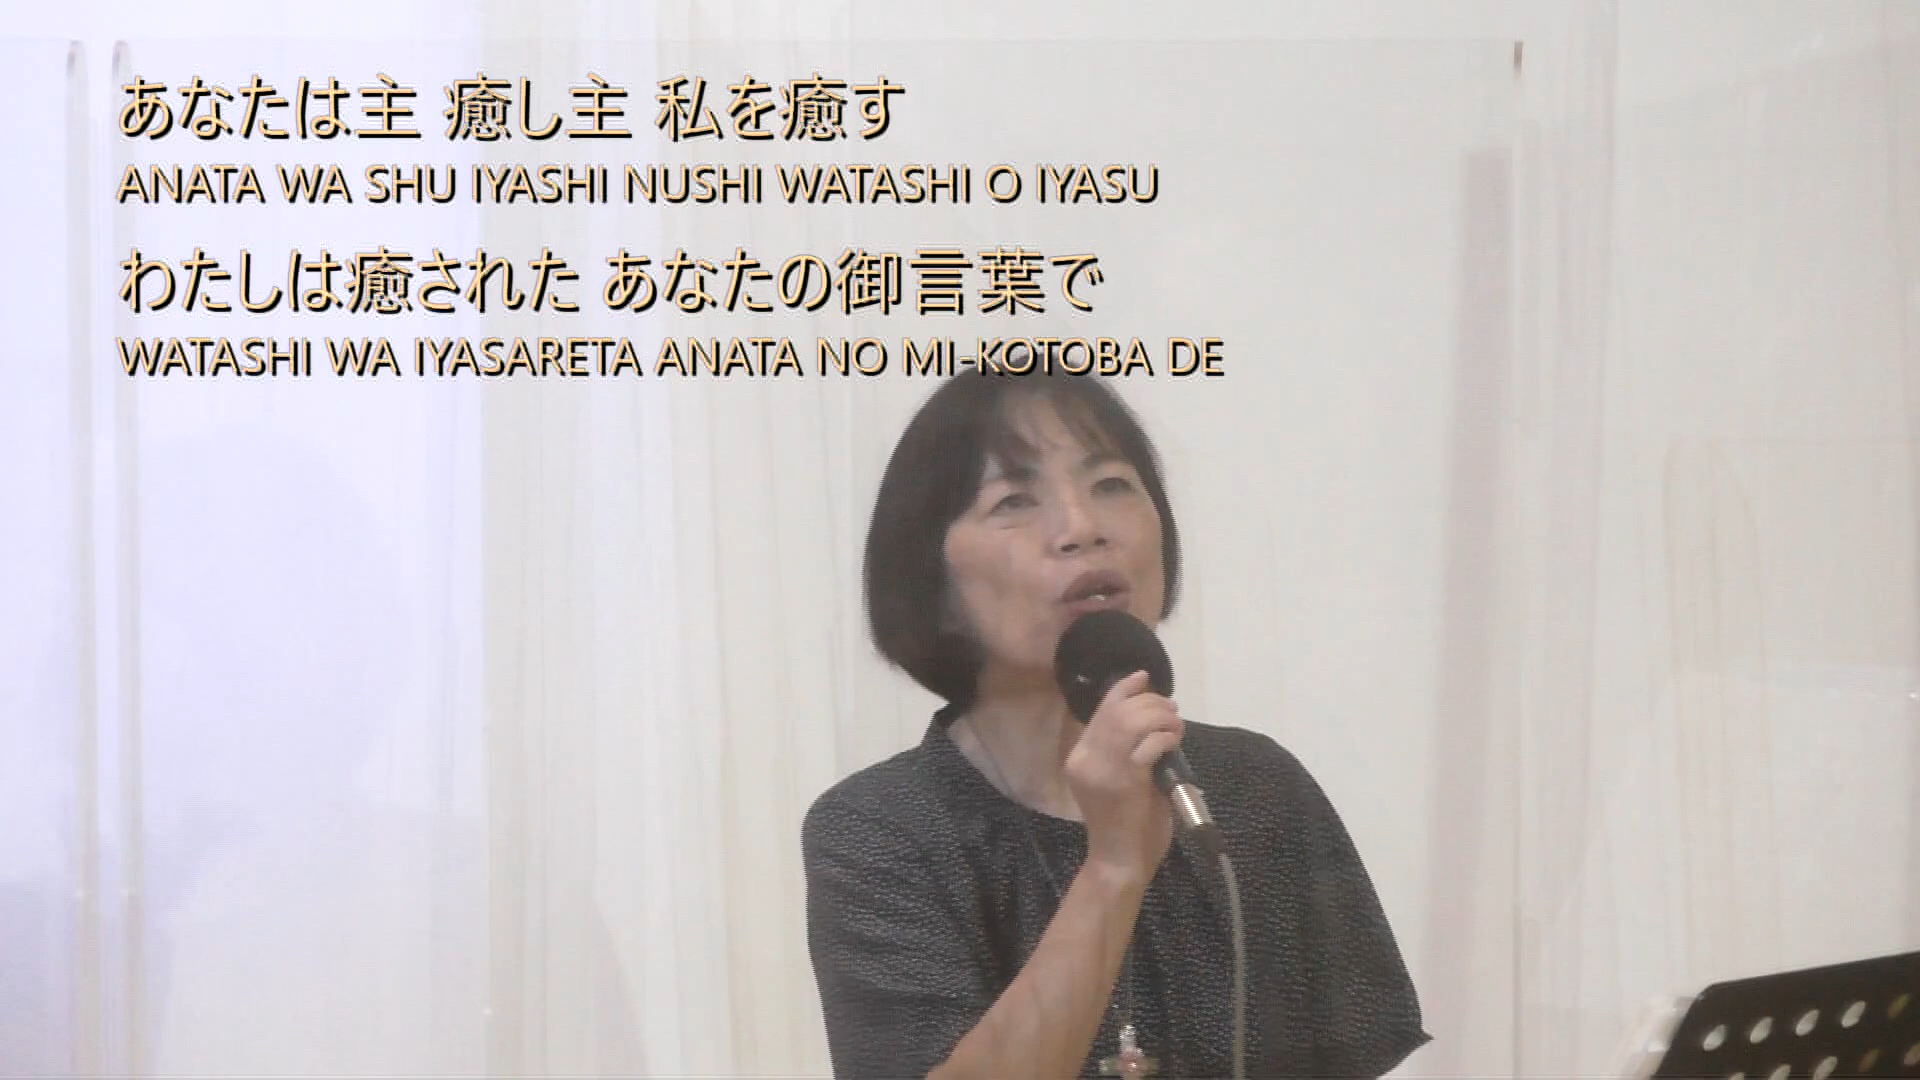 あなたは主 癒し主 私を癒す
ANATA WA SHU IYASHI NUSHI WATASHI O IYASU
わたしは癒された あなたの御言葉で
WATASHI WA IYASARETA ANATA NO MI-KOTOBA DE